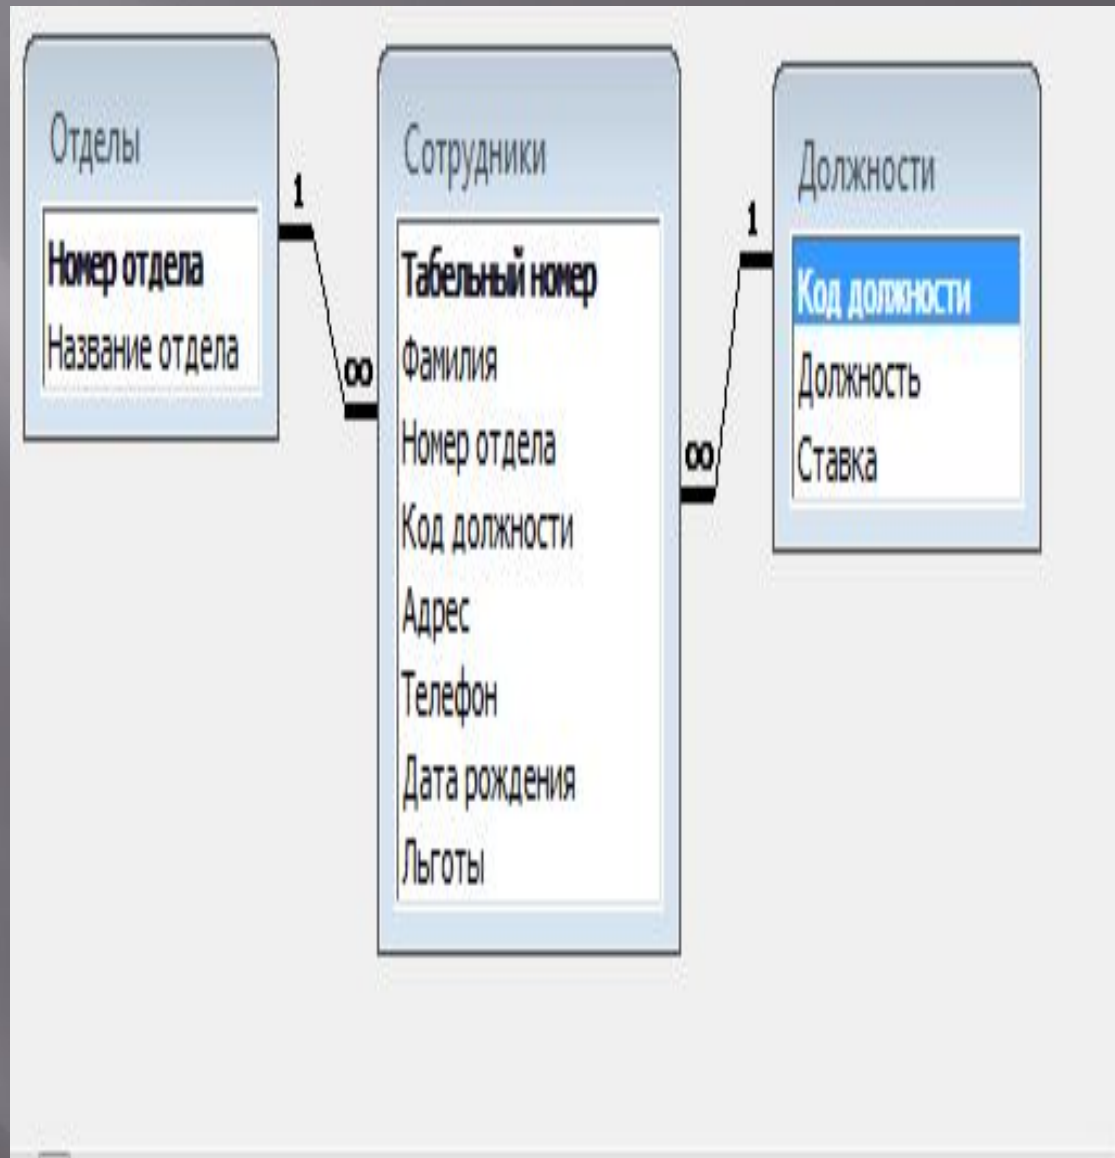 Отделы
Номер отдела
Название отдела
1
∞
Сотрудники
Табельный номер
Фамилия
Номер отдела
Код должности
Адрес
Телефон
Дата рождения
Льготы
∞
1
Должности
Код должности
Должность
Ставка